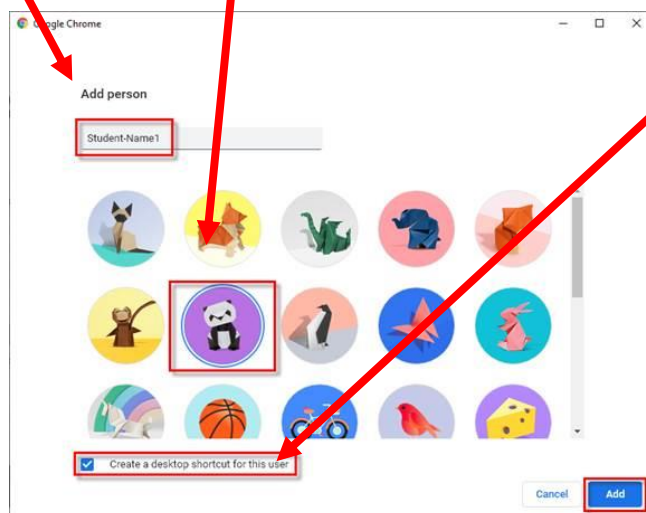 Google Chrome
Add person
Student-Name1
Create a desktop shortcut for this user
Cancel
Add